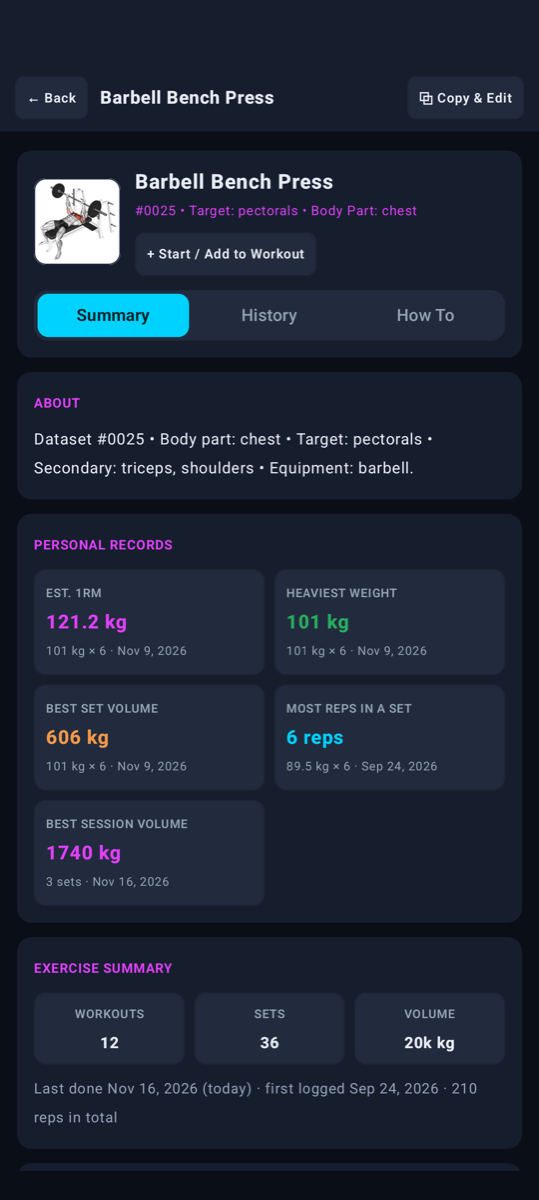 ← Back
Barbell Bench Press
Copy & Edit
Barbell Bench Press
#0025 • Target: pectorals • Body Part: chest
+ Start / Add to Workout
Summary
History
How To
ABOUT
Dataset #0025 • Body part: chest • Target: pectorals •
Secondary: triceps, shoulders • Equipment: barbell.
PERSONAL RECORDS
EST. 1RM
121.2 kg
101 kg × 6 · Nov 9, 2026
HEAVIEST WEIGHT
101 kg
101 kg × 6 · Nov 9, 2026
BEST SET VOLUME
606 kg
101 kg × 6 · Nov 9, 2026
MOST REPS IN A SET
6 reps
89.5 kg × 6 · Sep 24, 2026
BEST SESSION VOLUME
1740 kg
3 sets · Nov 16, 2026
EXERCISE SUMMARY
WORKOUTS
12
SETS
36
VOLUME
20k kg
Last done Nov 16, 2026 (today) · first logged Sep 24, 2026 · 210
reps in total